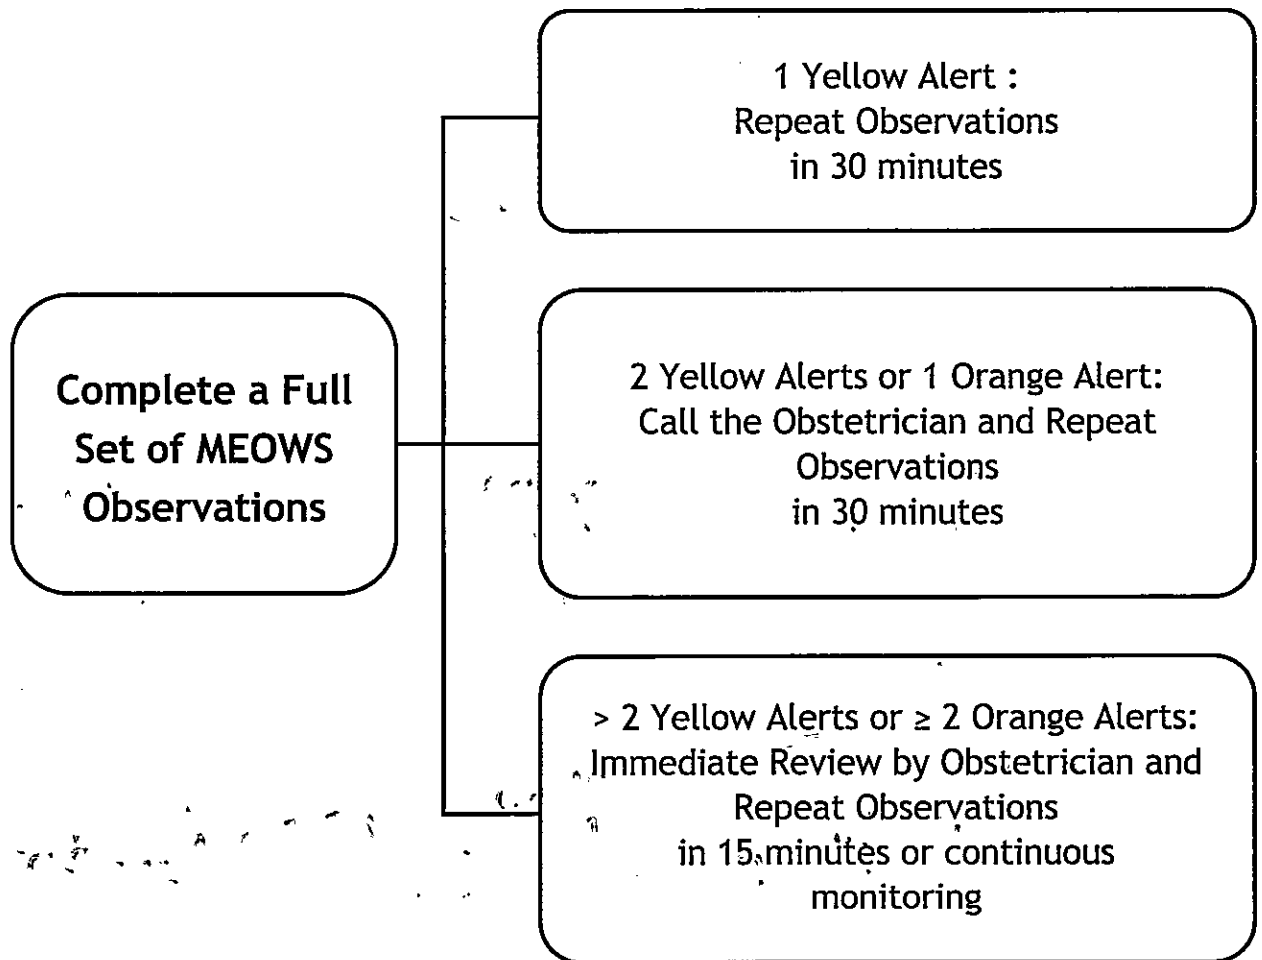 Complete a Full
Set of MEOWS
Observations
1 Yellow Alert :
Repeat Observations
in 30 minutes
2 Yellow Alerts or 1 Orange Alert:
Call the Obstetrician and Repeat
Observations
in 30 minutes
> 2 Yellow Alerts or ≥ 2 Orange Alerts:
Immediate Review by Obstetrician and
Repeat Observations
in 15 minutes or continuous
monitoring